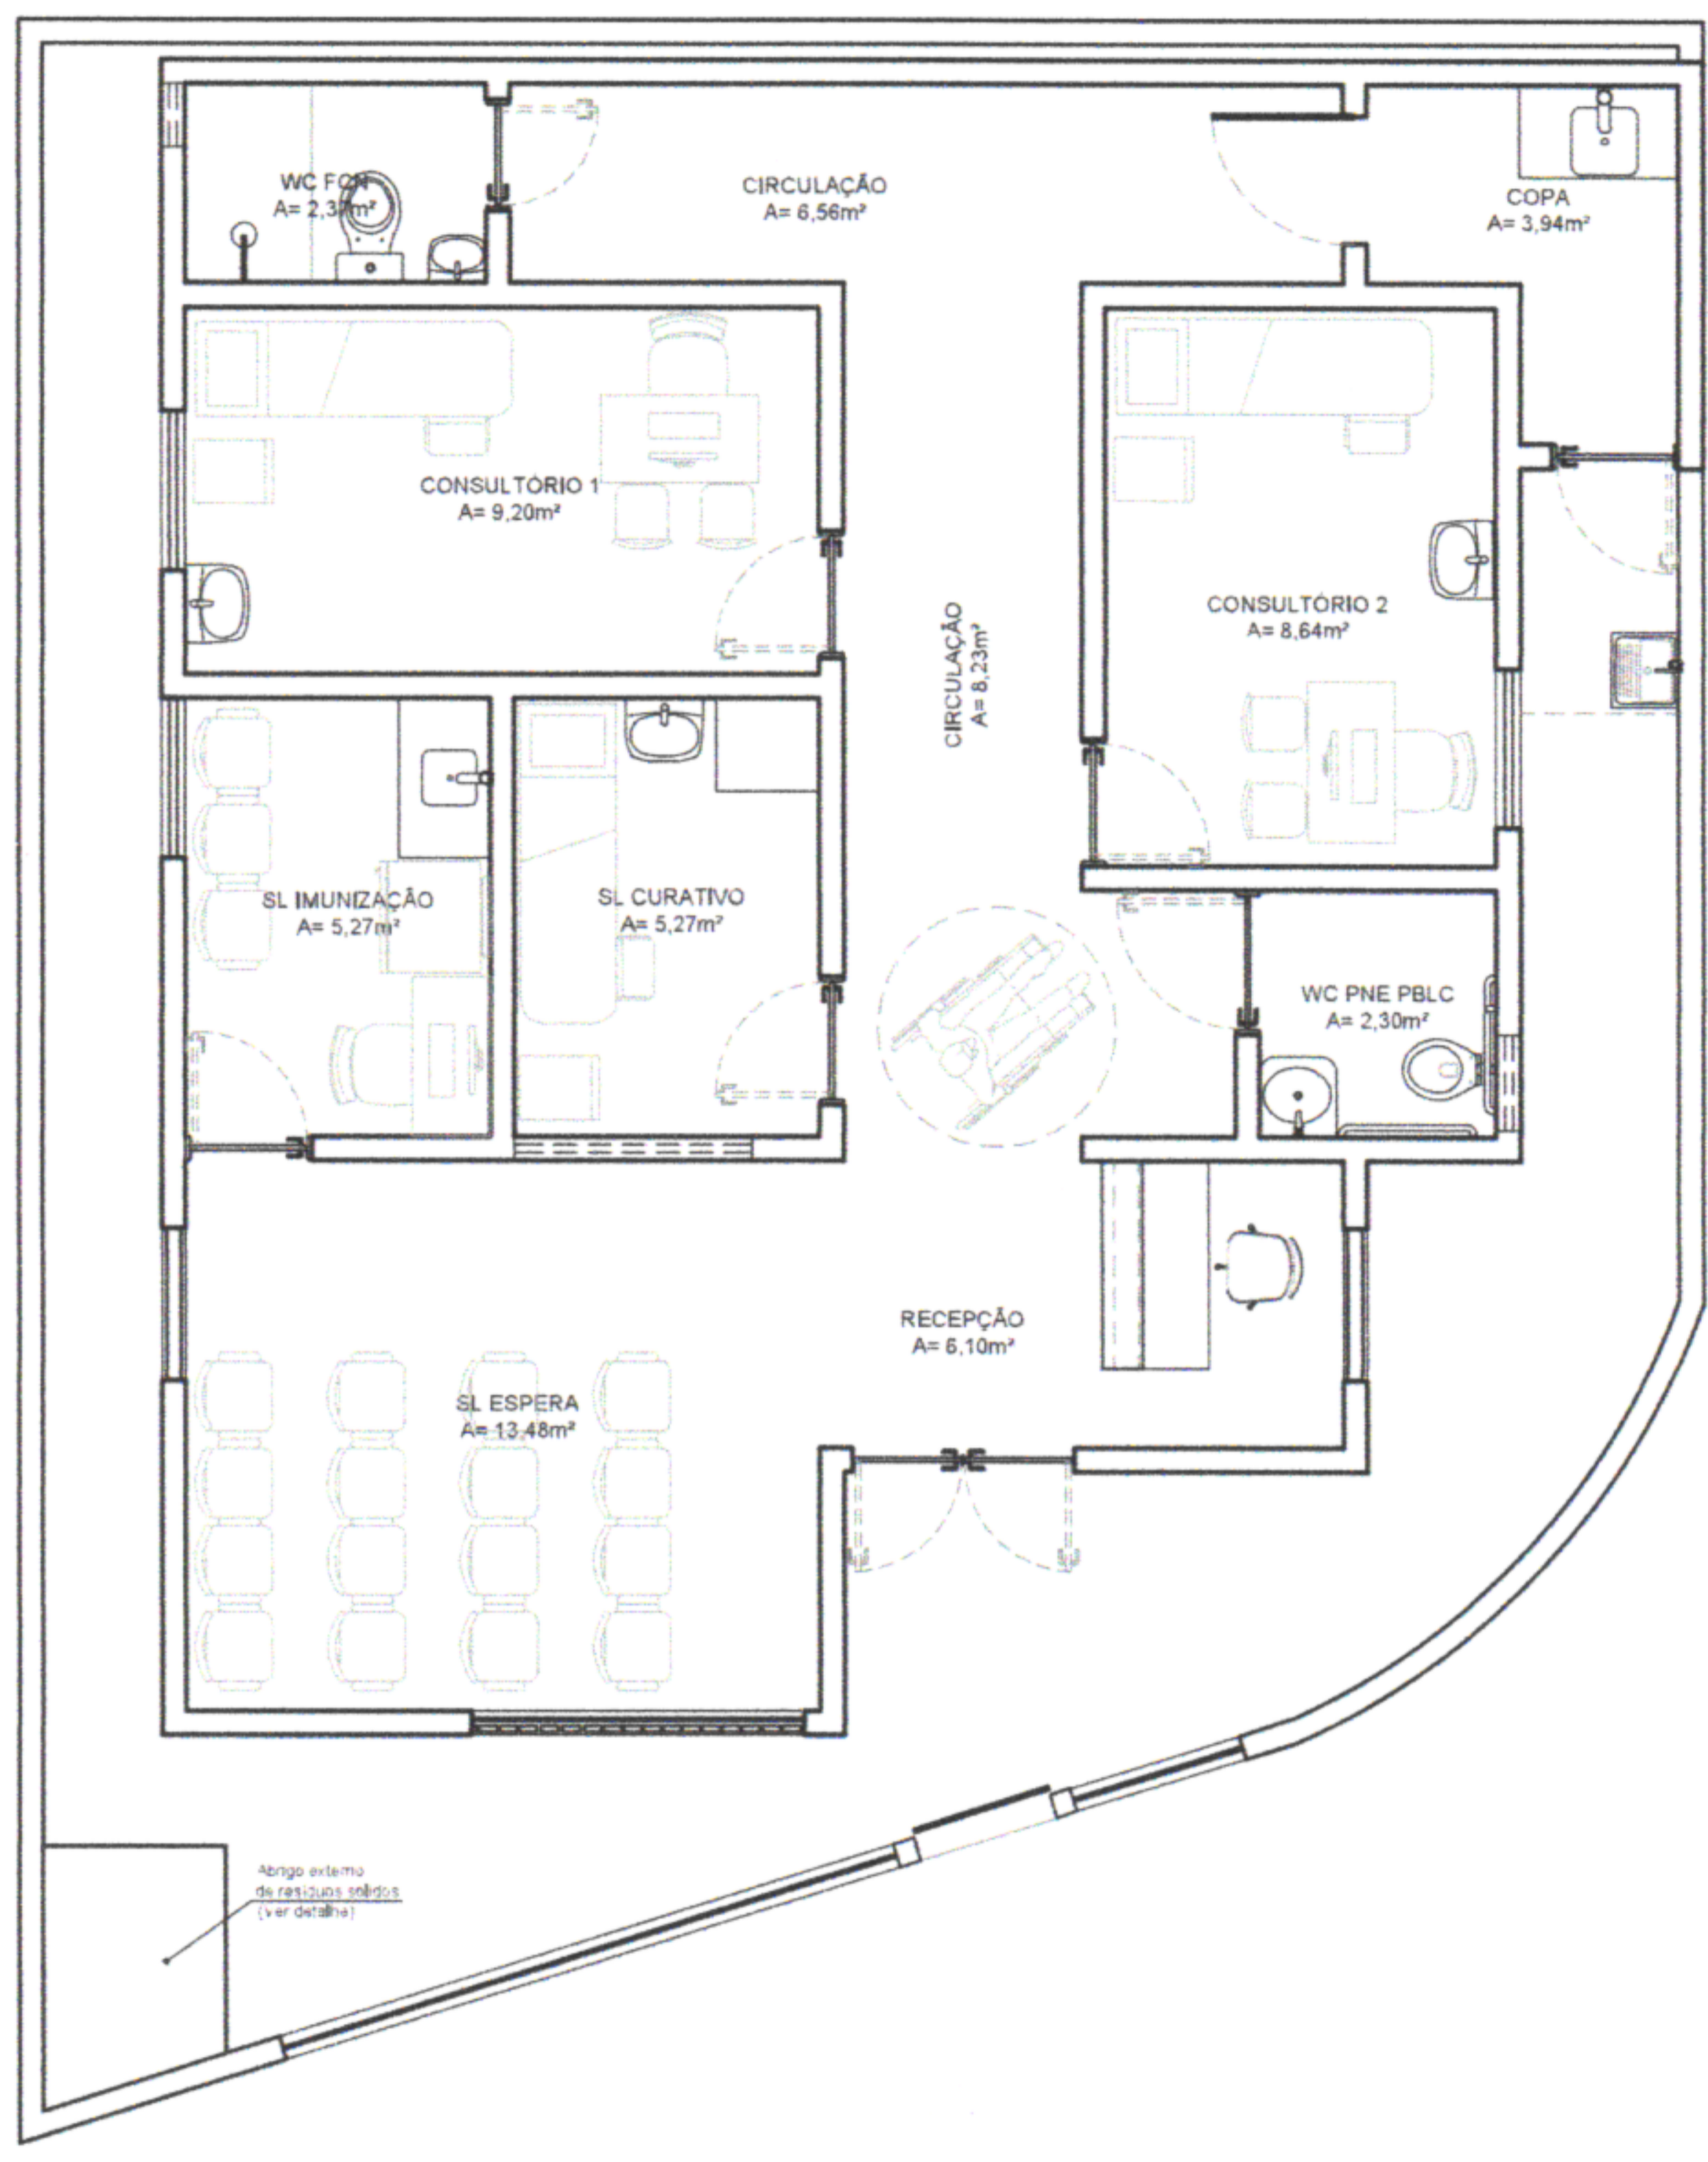 WC FCN
A= 2,37m²
CIRCULAÇÃO
A= 6,56m²
COPA
A= 3,94m²
CONSULTÓRIO 1
A= 9,20m²
CONSULTÓRIO 2
A= 8,64m²
CIRCULAÇÃO
A= 8,23m²
SL IMUNIZAÇÃO
A= 5,27m²
SL CURATIVO
A= 5,27m²
WC PNE PBLC
A= 2,30m²
RECEPÇÃO
A= 6,10m²
SL ESPERA
A= 13,48m²
Abrigo externo
de resíduos sólidos
(ver detalhe)